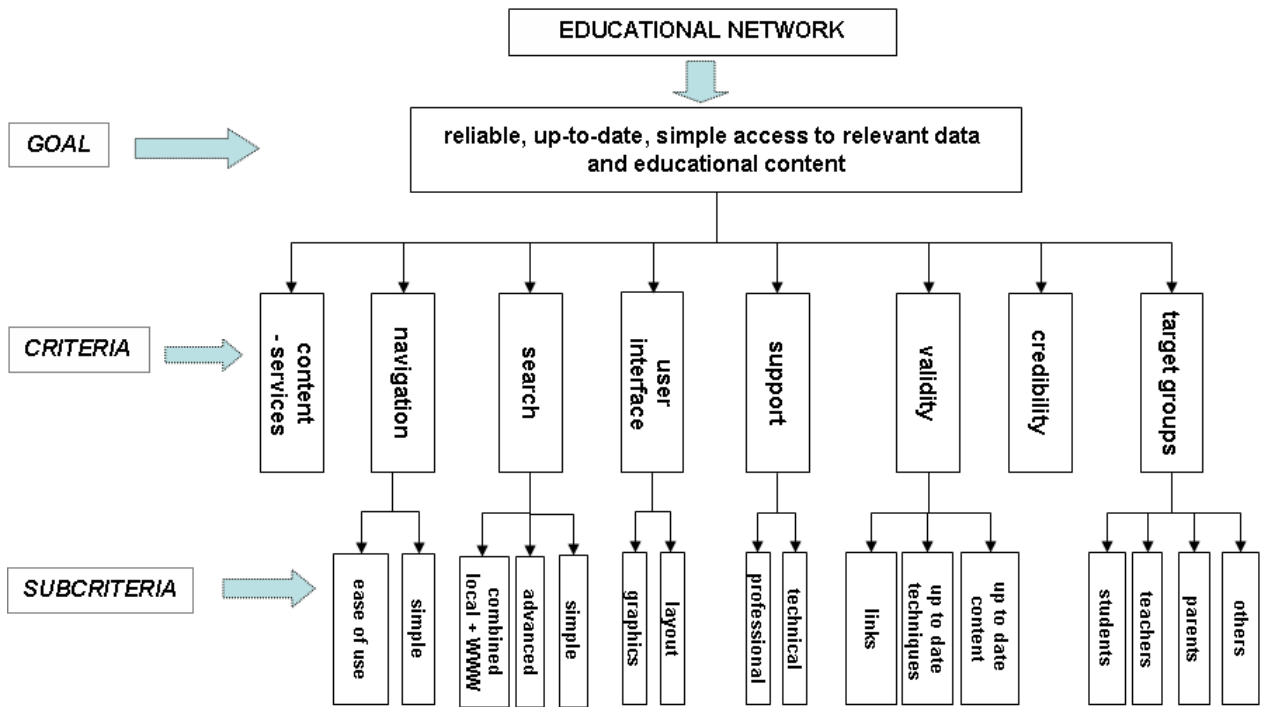 EDUCATIONAL NETWORK
GOAL
reliable, up-to-date, simple access to relevant data
and educational content
CRITERIA
content
- services
navigation
search
user
interface
support
validity
credibility
target groups
SUBCRITERIA
ease of use
simple
combined
local + WWW
advanced
simple
graphics
layout
professional
technical
links
up to date
techniques
up to date
content
students
teachers
parents
others